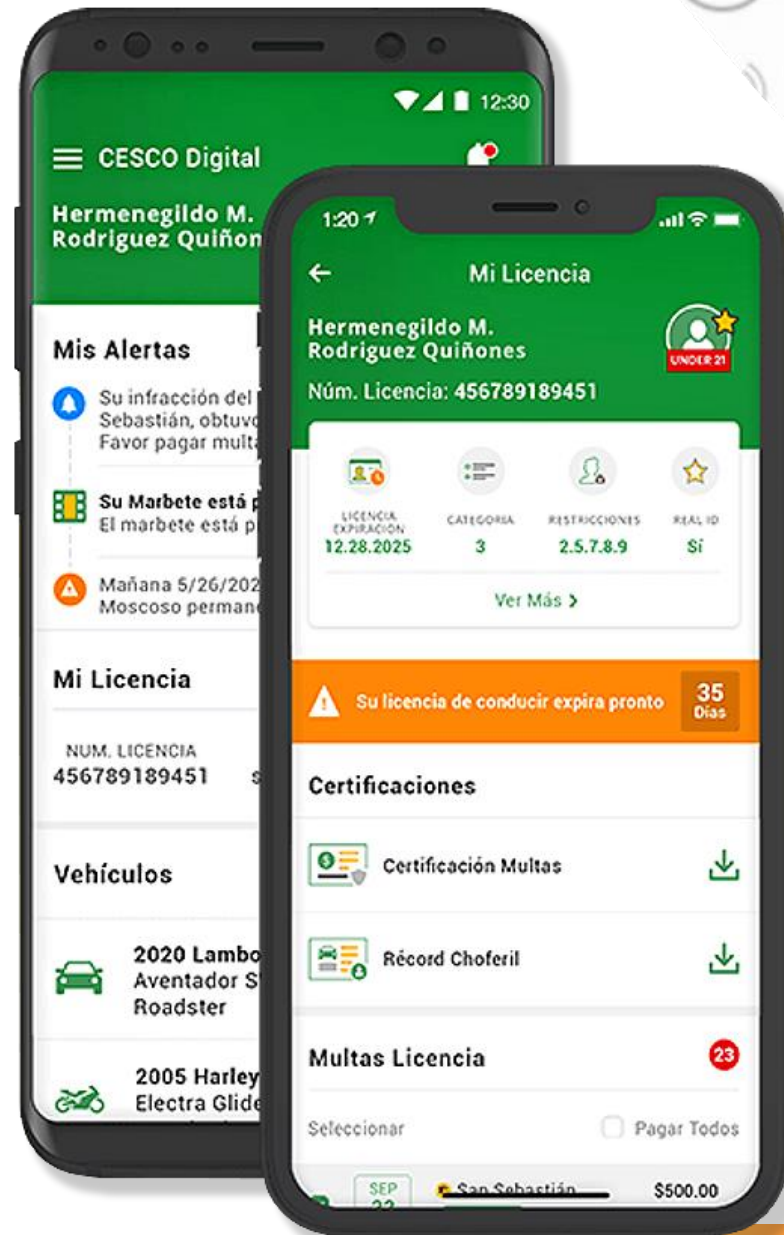 12:30
CESCO Digital
Hermenegildo M.
Rodriguez Quiñon
Mis Alertas
Su infracción del
Sebastián, obtuvo
Favor pagar multa
Su Marbete está p
El marbete está p
Mañana 5/26/202
Moscoso perman
Mi Licencia
NUM. LICENCIA
456789189451 s
Vehículos
2020 Lambo
Aventador S
Roadster
2005 Harley
Electra Glide
1:20
Mi Licencia
Hermenegildo M.
Rodriguez Quiñones
UNDER 21
Núm. Licencia: 456789189451
LICENCIA EXPIRACIÓN
12.28.2025
CATEGORIA
3
RESTRICCIONES
2.5.7.8.9
REAL ID
Sí
Ver Más
Su licencia de conducir expira pronto
35
Días
Certificaciones
Certificación Multas
Récord Choferil
Multas Licencia 23
Seleccionar Pagar Todos
SEP San Sebastián $500.00